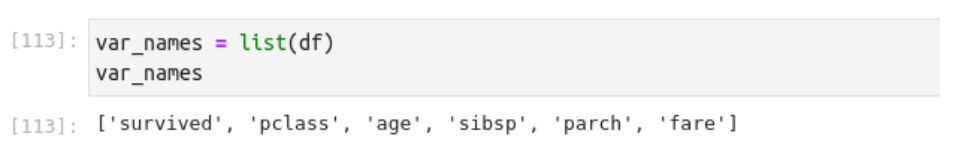 [113]: var_names = list(df)
var_names
[113]: ['survived', 'pclass', 'age', 'sibsp', 'parch', 'fare']